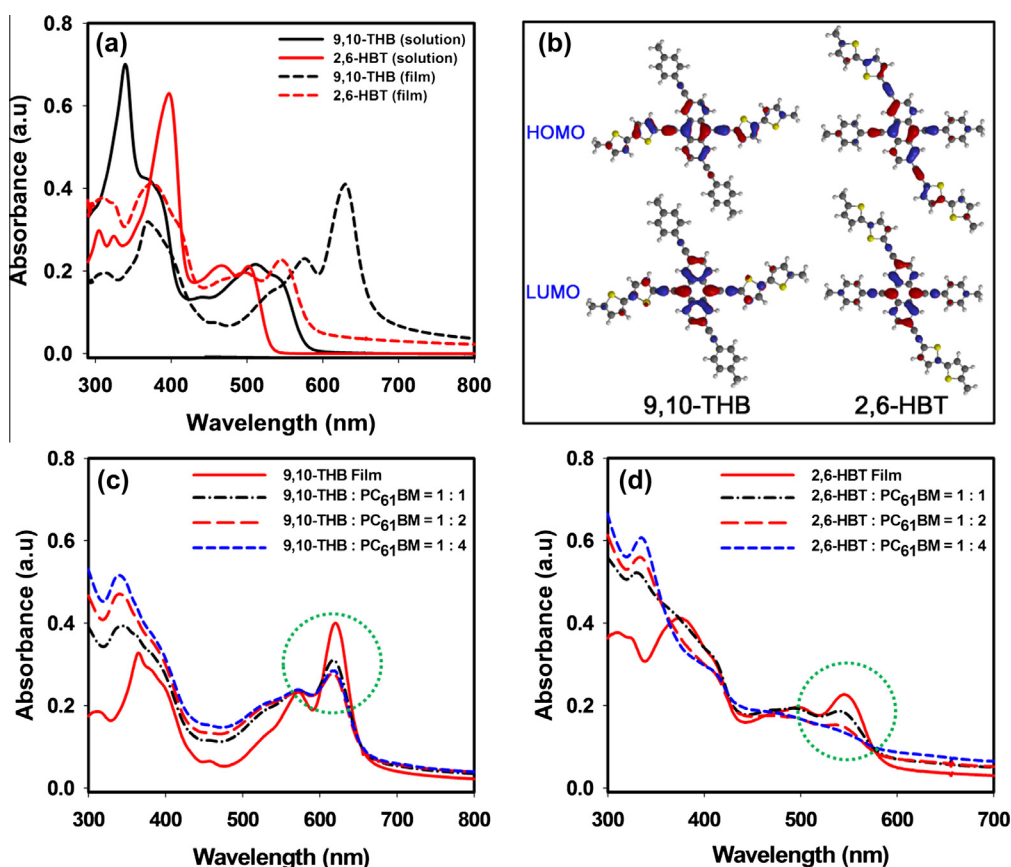 (a)
9,10-THB (solution)
2,6-HBT (solution)
9,10-THB (film)
2,6-HBT (film)
Absorbance (a.u)
0.8
0.6
0.4
0.2
0.0
300 400 500 600 700 800
Wavelength (nm)
(b)
HOMO
LUMO
9,10-THB 2,6-HBT
(c)
9,10-THB Film
9,10-THB : PC61BM = 1 : 1
9,10-THB : PC61BM = 1 : 2
9,10-THB : PC61BM = 1 : 4
Absorbance (a.u)
0.8
0.6
0.4
0.2
0.0
300 400 500 600 700 800
Wavelength (nm)
(d)
2,6-HBT Film
2,6-HBT : PC61BM = 1 : 1
2,6-HBT : PC61BM = 1 : 2
2,6-HBT : PC61BM = 1 : 4
Absorbance (a.u)
0.8
0.6
0.4
0.2
0.0
300 400 500 600 700
Wavelength (nm)